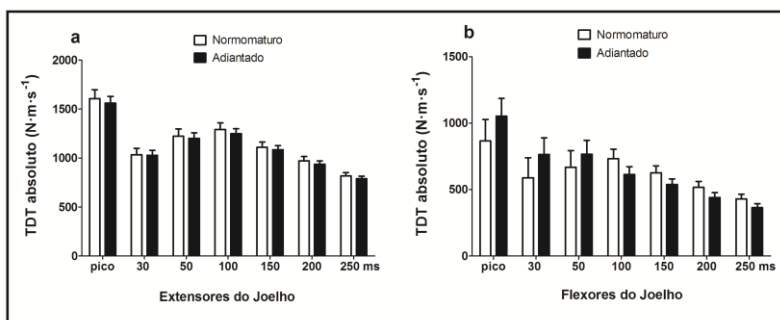 a
Normomaturo
Adiantado
TDT absoluto (N·m·s⁻¹)
2000
1500
1000
500
0
pico 30 50 100 150 200 250 ms
Extensores do Joelho
b
Normomaturo
Adiantado
TDT absoluto (N·m·s⁻¹)
1500
1000
500
0
pico 30 50 100 150 200 250 ms
Flexores do Joelho